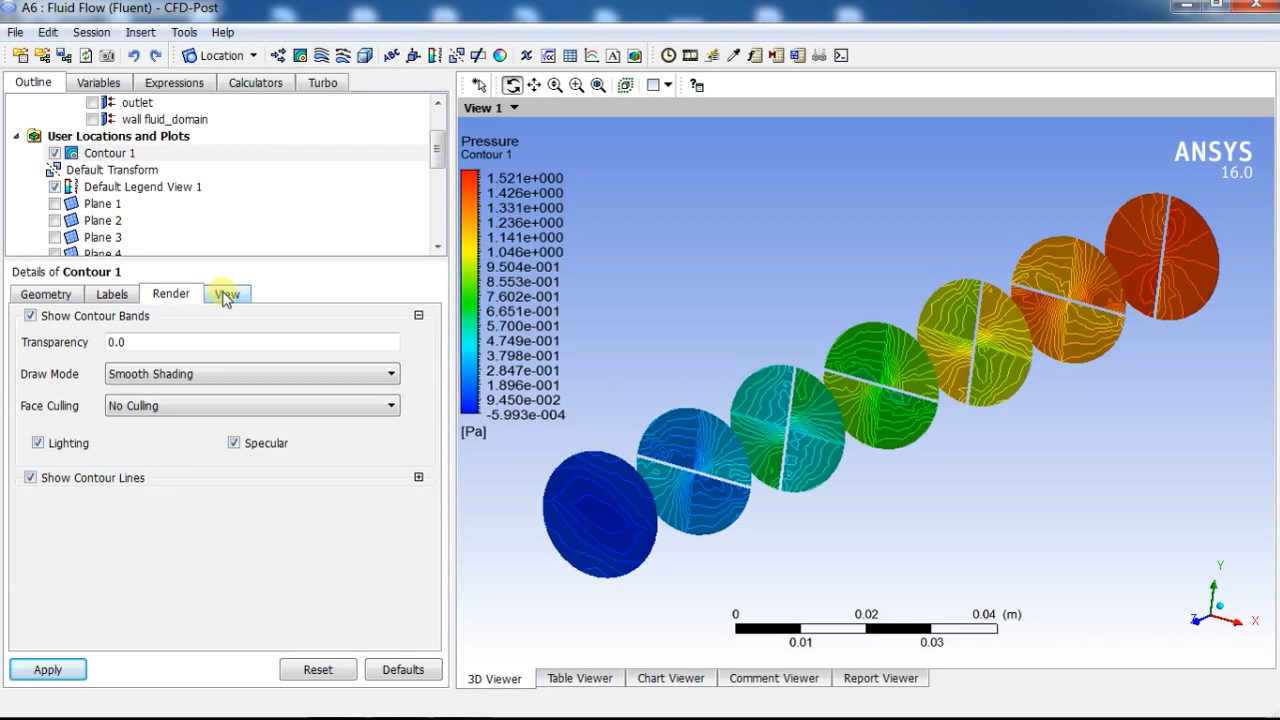 A6 : Fluid Flow (Fluent) - CFD-Post
File Edit Session Insert Tools Help
Location
Outline Variables Expressions Calculators Turbo
outlet
wall fluid_domain
User Locations and Plots
Contour 1
Default Transform
Default Legend View 1
Plane 1
Plane 2
Plane 3
Plane 4
Details of Contour 1
Geometry Labels Render View
Show Contour Bands
Transparency 0.0
Draw Mode Smooth Shading
Face Culling No Culling
Lighting Specular
Show Contour Lines
Apply Reset Defaults
View 1
Pressure
Contour 1
1.521e+000
1.426e+000
1.331e+000
1.236e+000
1.141e+000
1.046e+000
9.504e-001
8.553e-001
7.602e-001
6.651e-001
5.700e-001
4.749e-001
3.798e-001
2.847e-001
1.896e-001
9.450e-002
-5.993e-004
[Pa]
ANSYS
16.0
0 0.02 0.04 (m)
0.01 0.03
Y
Z X
3D Viewer Table Viewer Chart Viewer Comment Viewer Report Viewer